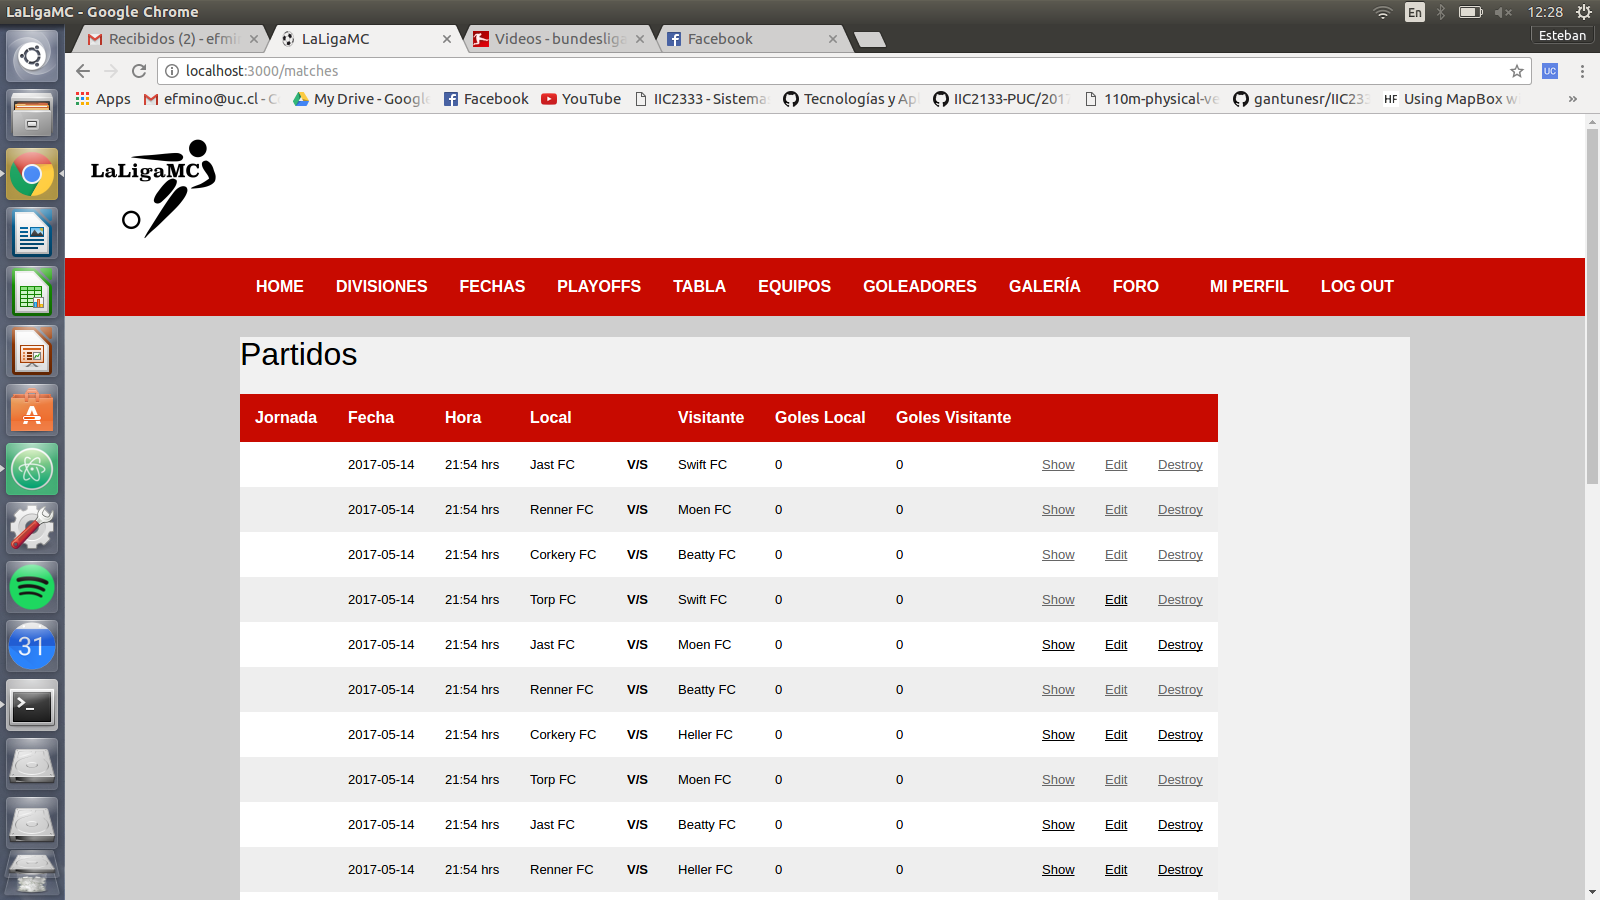 LaLigaMC - Google Chrome
En
12:28
Esteban
Recibidos (2) - efmin
LaLigaMC
Videos - bundesliga
Facebook
localhost:3000/matches
UC
Apps
efmino@uc.cl - C
My Drive - Google
Facebook
YouTube
IIC2333 - Sistema
Tecnologías y Ap
IIC2133-PUC/2017
110m-physical-ve
gantunesr/IIC233
HF
Using MapBox w
»
LaLigaMC
HOME DIVISIONES FECHAS PLAYOFFS TABLA EQUIPOS GOLEADORES GALERÍA FORO MI PERFIL LOG OUT
Partidos
Jornada Fecha Hora Local Visitante Goles Local Goles Visitante
2017-05-14 21:54 hrs Jast FC V/S Swift FC 0 0 Show Edit Destroy
2017-05-14 21:54 hrs Renner FC V/S Moen FC 0 0 Show Edit Destroy
2017-05-14 21:54 hrs Corkery FC V/S Beatty FC 0 0 Show Edit Destroy
2017-05-14 21:54 hrs Torp FC V/S Swift FC 0 0 Show Edit Destroy
2017-05-14 21:54 hrs Jast FC V/S Moen FC 0 0 Show Edit Destroy
2017-05-14 21:54 hrs Renner FC V/S Beatty FC 0 0 Show Edit Destroy
2017-05-14 21:54 hrs Corkery FC V/S Heller FC 0 0 Show Edit Destroy
2017-05-14 21:54 hrs Torp FC V/S Moen FC 0 0 Show Edit Destroy
2017-05-14 21:54 hrs Jast FC V/S Beatty FC 0 0 Show Edit Destroy
2017-05-14 21:54 hrs Renner FC V/S Heller FC 0 0 Show Edit Destroy
31